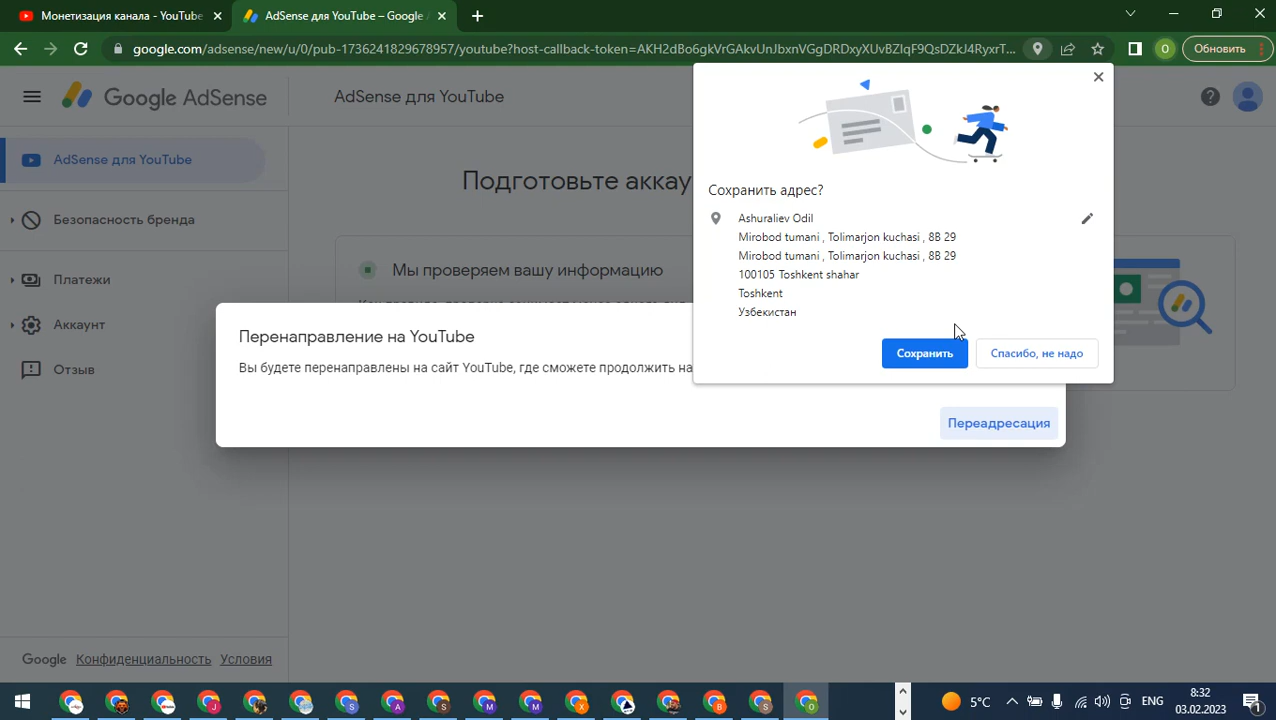 Монетизация канала - YouTube
AdSense для YouTube – Google A
google.com/adsense/new/u/0/pub-1736241829678957/youtube?host-callback-token=AKH2dBo6gkVrGAkvUnJbxnVGgDRDxyXUvBZIqF9QsDZkJ4RyxrT...
O
Обновить
Google AdSense
AdSense для YouTube
AdSense для YouTube
Безопасность бренда
Платежи
Аккаунт
Отзыв
Подготовьте аккау
Мы проверяем вашу информацию
Перенаправление на YouTube
Вы будете перенаправлены на сайт YouTube, где сможете продолжить на
Переадресация
Сохранить адрес?
Ashuraliev Odil
Mirobod tumani , Tolimarjon kuchasi , 8B 29
Mirobod tumani , Tolimarjon kuchasi , 8B 29
100105 Toshkent shahar
Toshkent
Узбекистан
Сохранить
Спасибо, не надо
Google Конфиденциальность Условия
5°C
ENG
8:32
03.02.2023
1